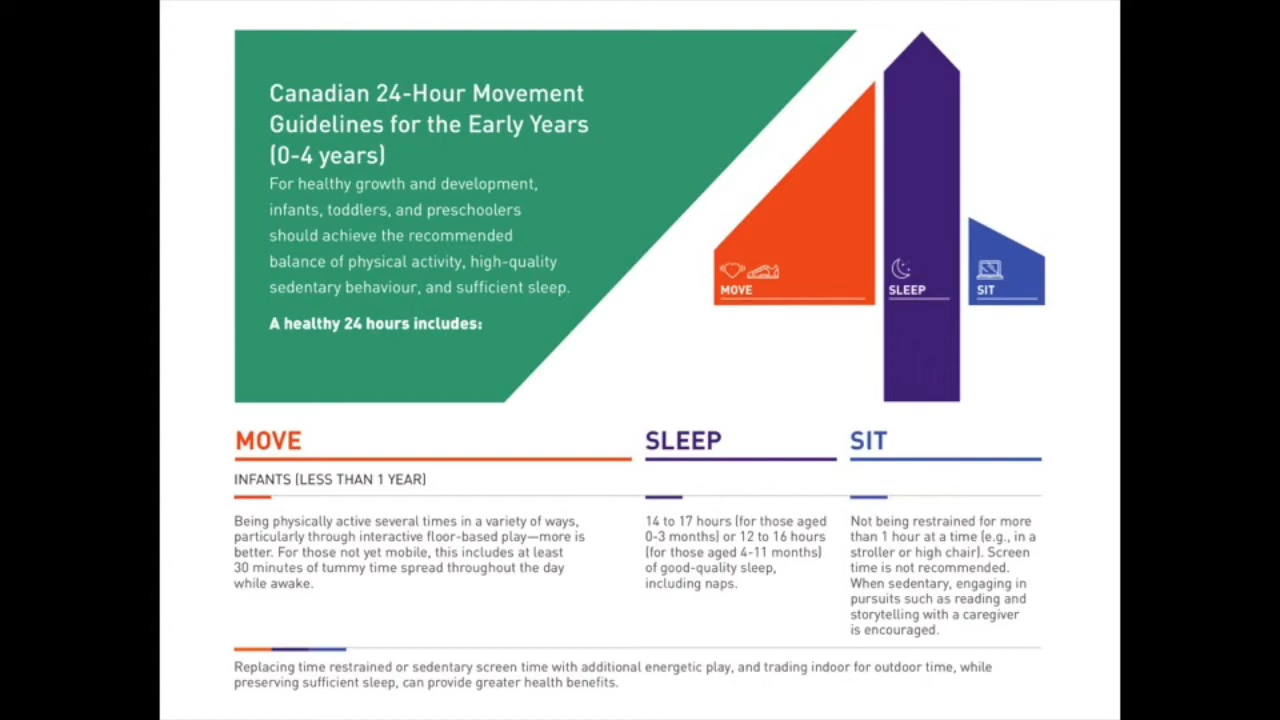 Canadian 24-Hour Movement
Guidelines for the Early Years
(0-4 years)
For healthy growth and development,
infants, toddlers, and preschoolers
should achieve the recommended
balance of physical activity, high-quality
sedentary behaviour, and sufficient sleep.
A healthy 24 hours includes:
MOVE
SLEEP
SIT
MOVE
SLEEP
SIT
INFANTS (LESS THAN 1 YEAR)
Being physically active several times in a variety of ways,
particularly through interactive floor-based play—more is
better. For those not yet mobile, this includes at least
30 minutes of tummy time spread throughout the day
while awake.
14 to 17 hours (for those aged
0-3 months) or 12 to 16 hours
(for those aged 4-11 months)
of good-quality sleep,
including naps.
Not being restrained for more
than 1 hour at a time (e.g., in a
stroller or high chair). Screen
time is not recommended.
When sedentary, engaging in
pursuits such as reading and
storytelling with a caregiver
is encouraged.
Replacing time restrained or sedentary screen time with additional energetic play, and trading indoor for outdoor time, while
preserving sufficient sleep, can provide greater health benefits.